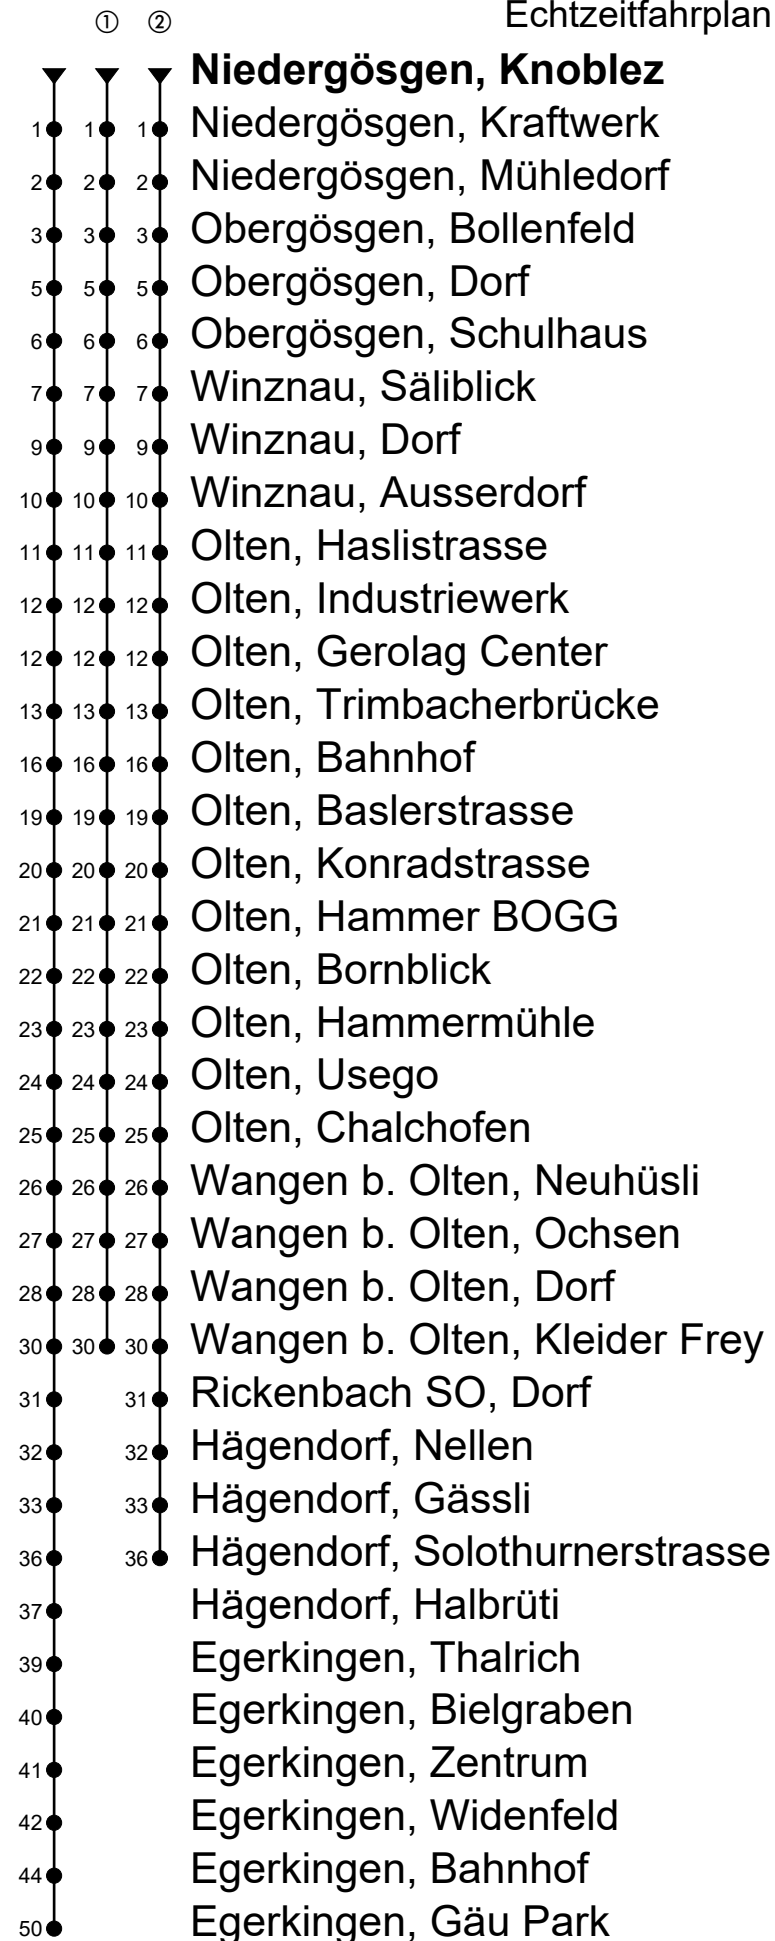 Echtzeitfahrplan
① ②
Niedergösgen, Knoblez
1 1 1 Niedergösgen, Kraftwerk
2 2 2 Niedergösgen, Mühledorf
3 3 3 Obergösgen, Bollenfeld
5 5 5 Obergösgen, Dorf
6 6 6 Obergösgen, Schulhaus
7 7 7 Winznau, Säliblick
9 9 9 Winznau, Dorf
10 10 10 Winznau, Ausserdorf
11 11 11 Olten, Haslistrasse
12 12 12 Olten, Industriewerk
12 12 12 Olten, Gerolag Center
13 13 13 Olten, Trimbacherbrücke
16 16 16 Olten, Bahnhof
19 19 19 Olten, Baslerstrasse
20 20 20 Olten, Konradstrasse
21 21 21 Olten, Hammer BOGG
22 22 22 Olten, Bornblick
23 23 23 Olten, Hammermühle
24 24 24 Olten, Usego
25 25 25 Olten, Chalchofen
26 26 26 Wangen b. Olten, Neuhüsli
27 27 27 Wangen b. Olten, Ochsen
28 28 28 Wangen b. Olten, Dorf
30 30 30 Wangen b. Olten, Kleider Frey
31 31 Rickenbach SO, Dorf
32 32 Hägendorf, Nellen
33 33 Hägendorf, Gässli
36 36 Hägendorf, Solothurnerstrasse
37 Hägendorf, Halbrüti
39 Egerkingen, Thalrich
40 Egerkingen, Bielgraben
41 Egerkingen, Zentrum
42 Egerkingen, Widenfeld
44 Egerkingen, Bahnhof
50 Egerkingen, Gäu Park